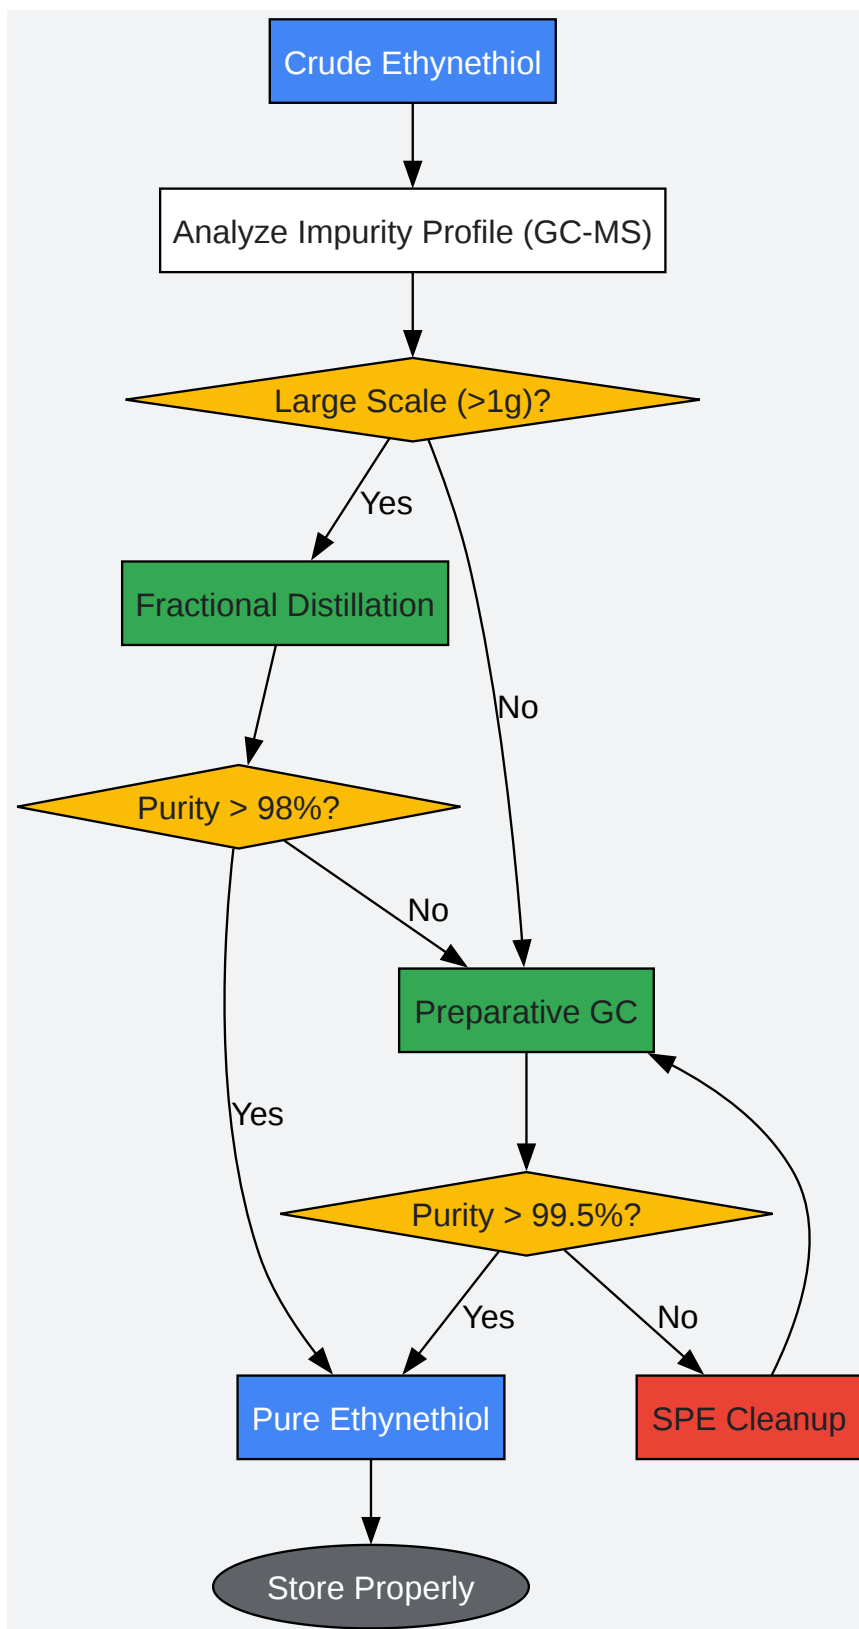 Crude Ethynethiol
Analyze Impurity Profile (GC-MS)
Large Scale (>1g)?
Yes
Fractional Distillation
No
Purity > 98%?
No
Preparative GC
Yes
Purity > 99.5%?
Yes
No
Pure Ethynethiol
SPE Cleanup
Store Properly